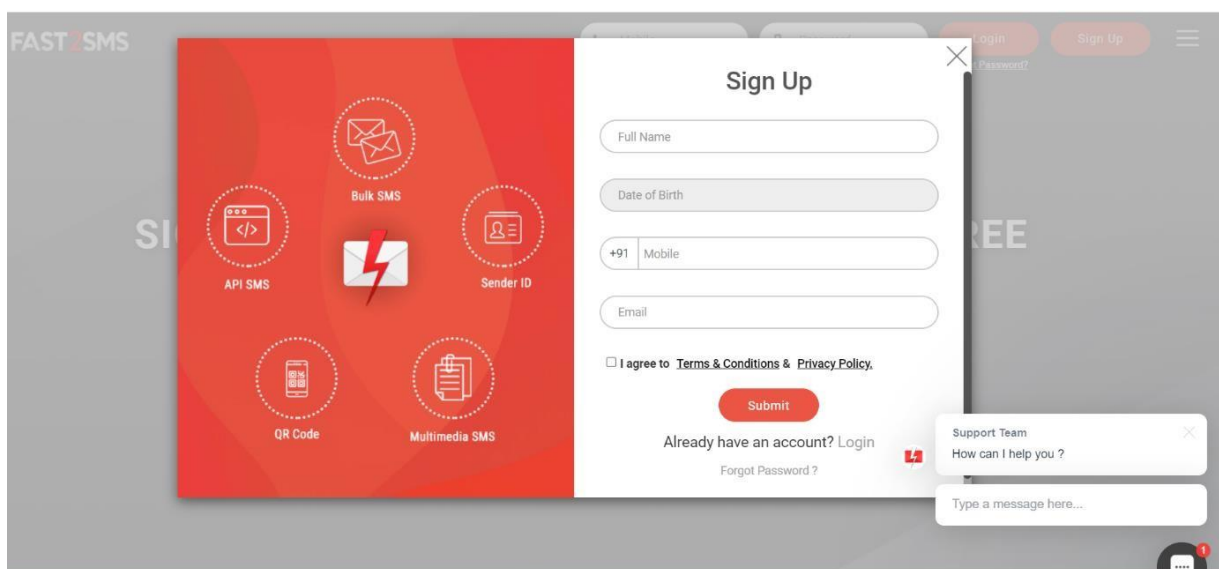 FAST2SMS
Login
Sign Up
Password?
Sign Up
Full Name
Date of Birth
+91 Mobile
Email
I agree to Terms & Conditions & Privacy Policy.
Submit
Already have an account? Login
Forgot Password ?
Bulk SMS
API SMS
Sender ID
QR Code
Multimedia SMS
SI
REE
Support Team
How can I help you ?
Type a message here...
1